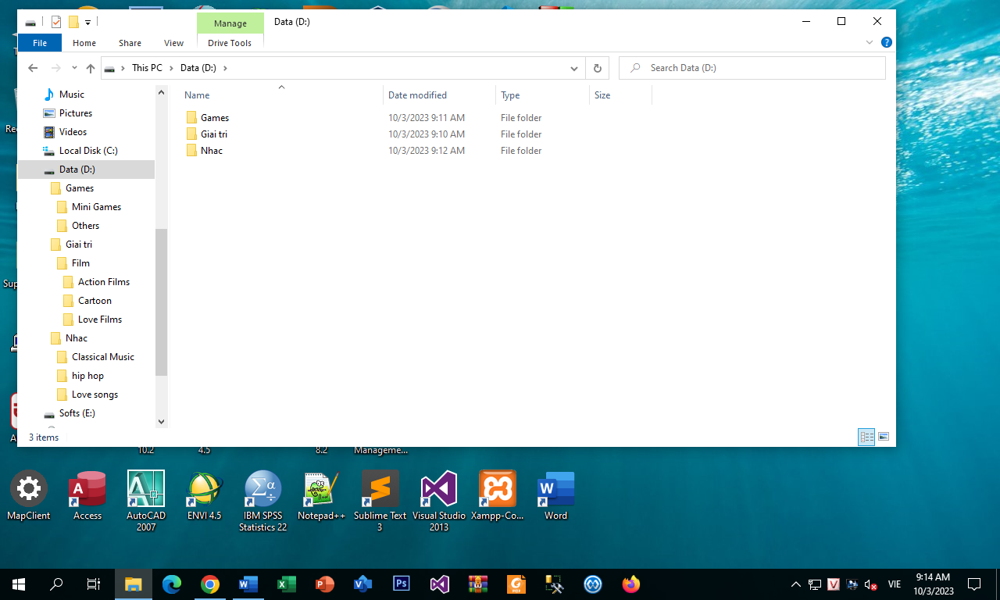 Manage
Data (D:)
File
Home
Share
View
Drive Tools
This PC
Data (D:)
Search Data (D:)
Music
Pictures
Videos
Local Disk (C:)
Data (D:)
Games
Mini Games
Others
Giai tri
Film
Action Films
Cartoon
Love Films
Nhac
Classical Music
hip hop
Love songs
Softs (E:)
Name
Date modified
Type
Size
Games
10/3/2023 9:11 AM
File folder
Giai tri
10/3/2023 9:10 AM
File folder
Nhac
10/3/2023 9:12 AM
File folder
3 items
10.2
4.5
8.2
Manageme...
MapClient
Access
AutoCAD
2007
ENVI 4.5
IBM SPSS
Statistics 22
Notepad++
Sublime Text
3
Visual Studio
2013
Xampp-Co...
Word
VIE
9:14 AM
10/3/2023